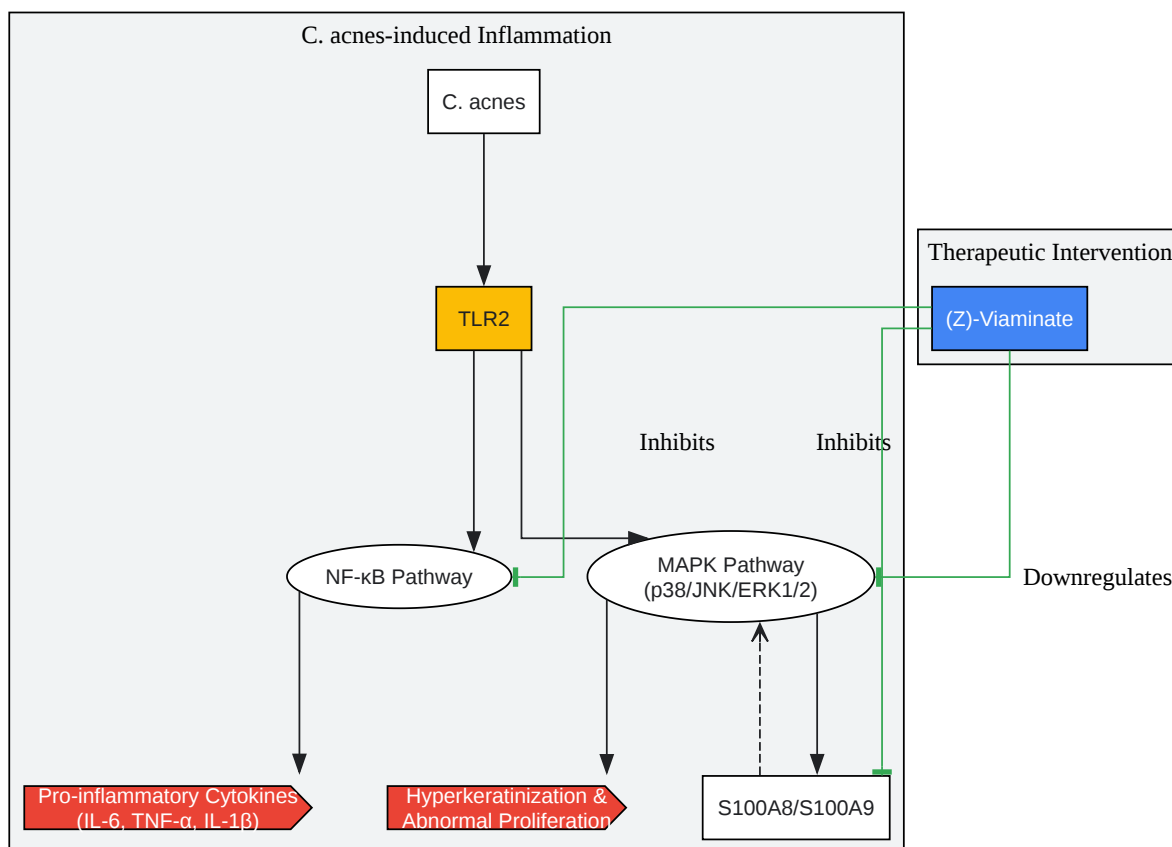 C. acnes-induced Inflammation
C. acnes
Therapeutic Intervention
TLR2
(Z)-Viaminate
Inhibits
Inhibits
NF-κB Pathway
MAPK Pathway
(p38/JNK/ERK1/2)
Downregulates
Pro-inflammatory Cytokines
(IL-6, TNF-α, IL-1β)
Hyperkeratinization &
Abnormal Proliferation
S100A8/S100A9